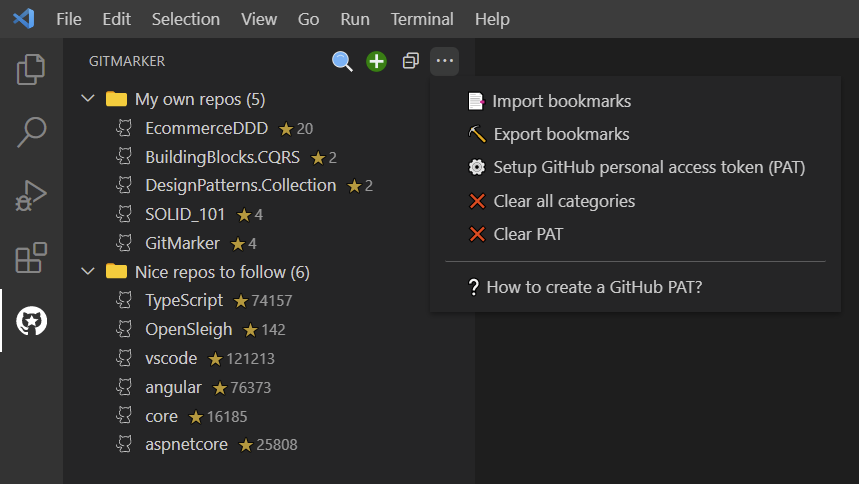 File Edit Selection View Go Run Terminal Help
GITMARKER
My own repos (5)
EcommerceDDD ★ 20
BuildingBlocks.CQRS ★ 2
DesignPatterns.Collection ★ 2
SOLID_101 ★ 4
GitMarker ★ 4
Nice repos to follow (6)
TypeScript ★ 74157
OpenSleigh ★ 142
vscode ★ 121213
angular ★ 76373
core ★ 16185
aspnetcore ★ 25808
Import bookmarks
Export bookmarks
Setup GitHub personal access token (PAT)
Clear all categories
Clear PAT
❓ How to create a GitHub PAT?